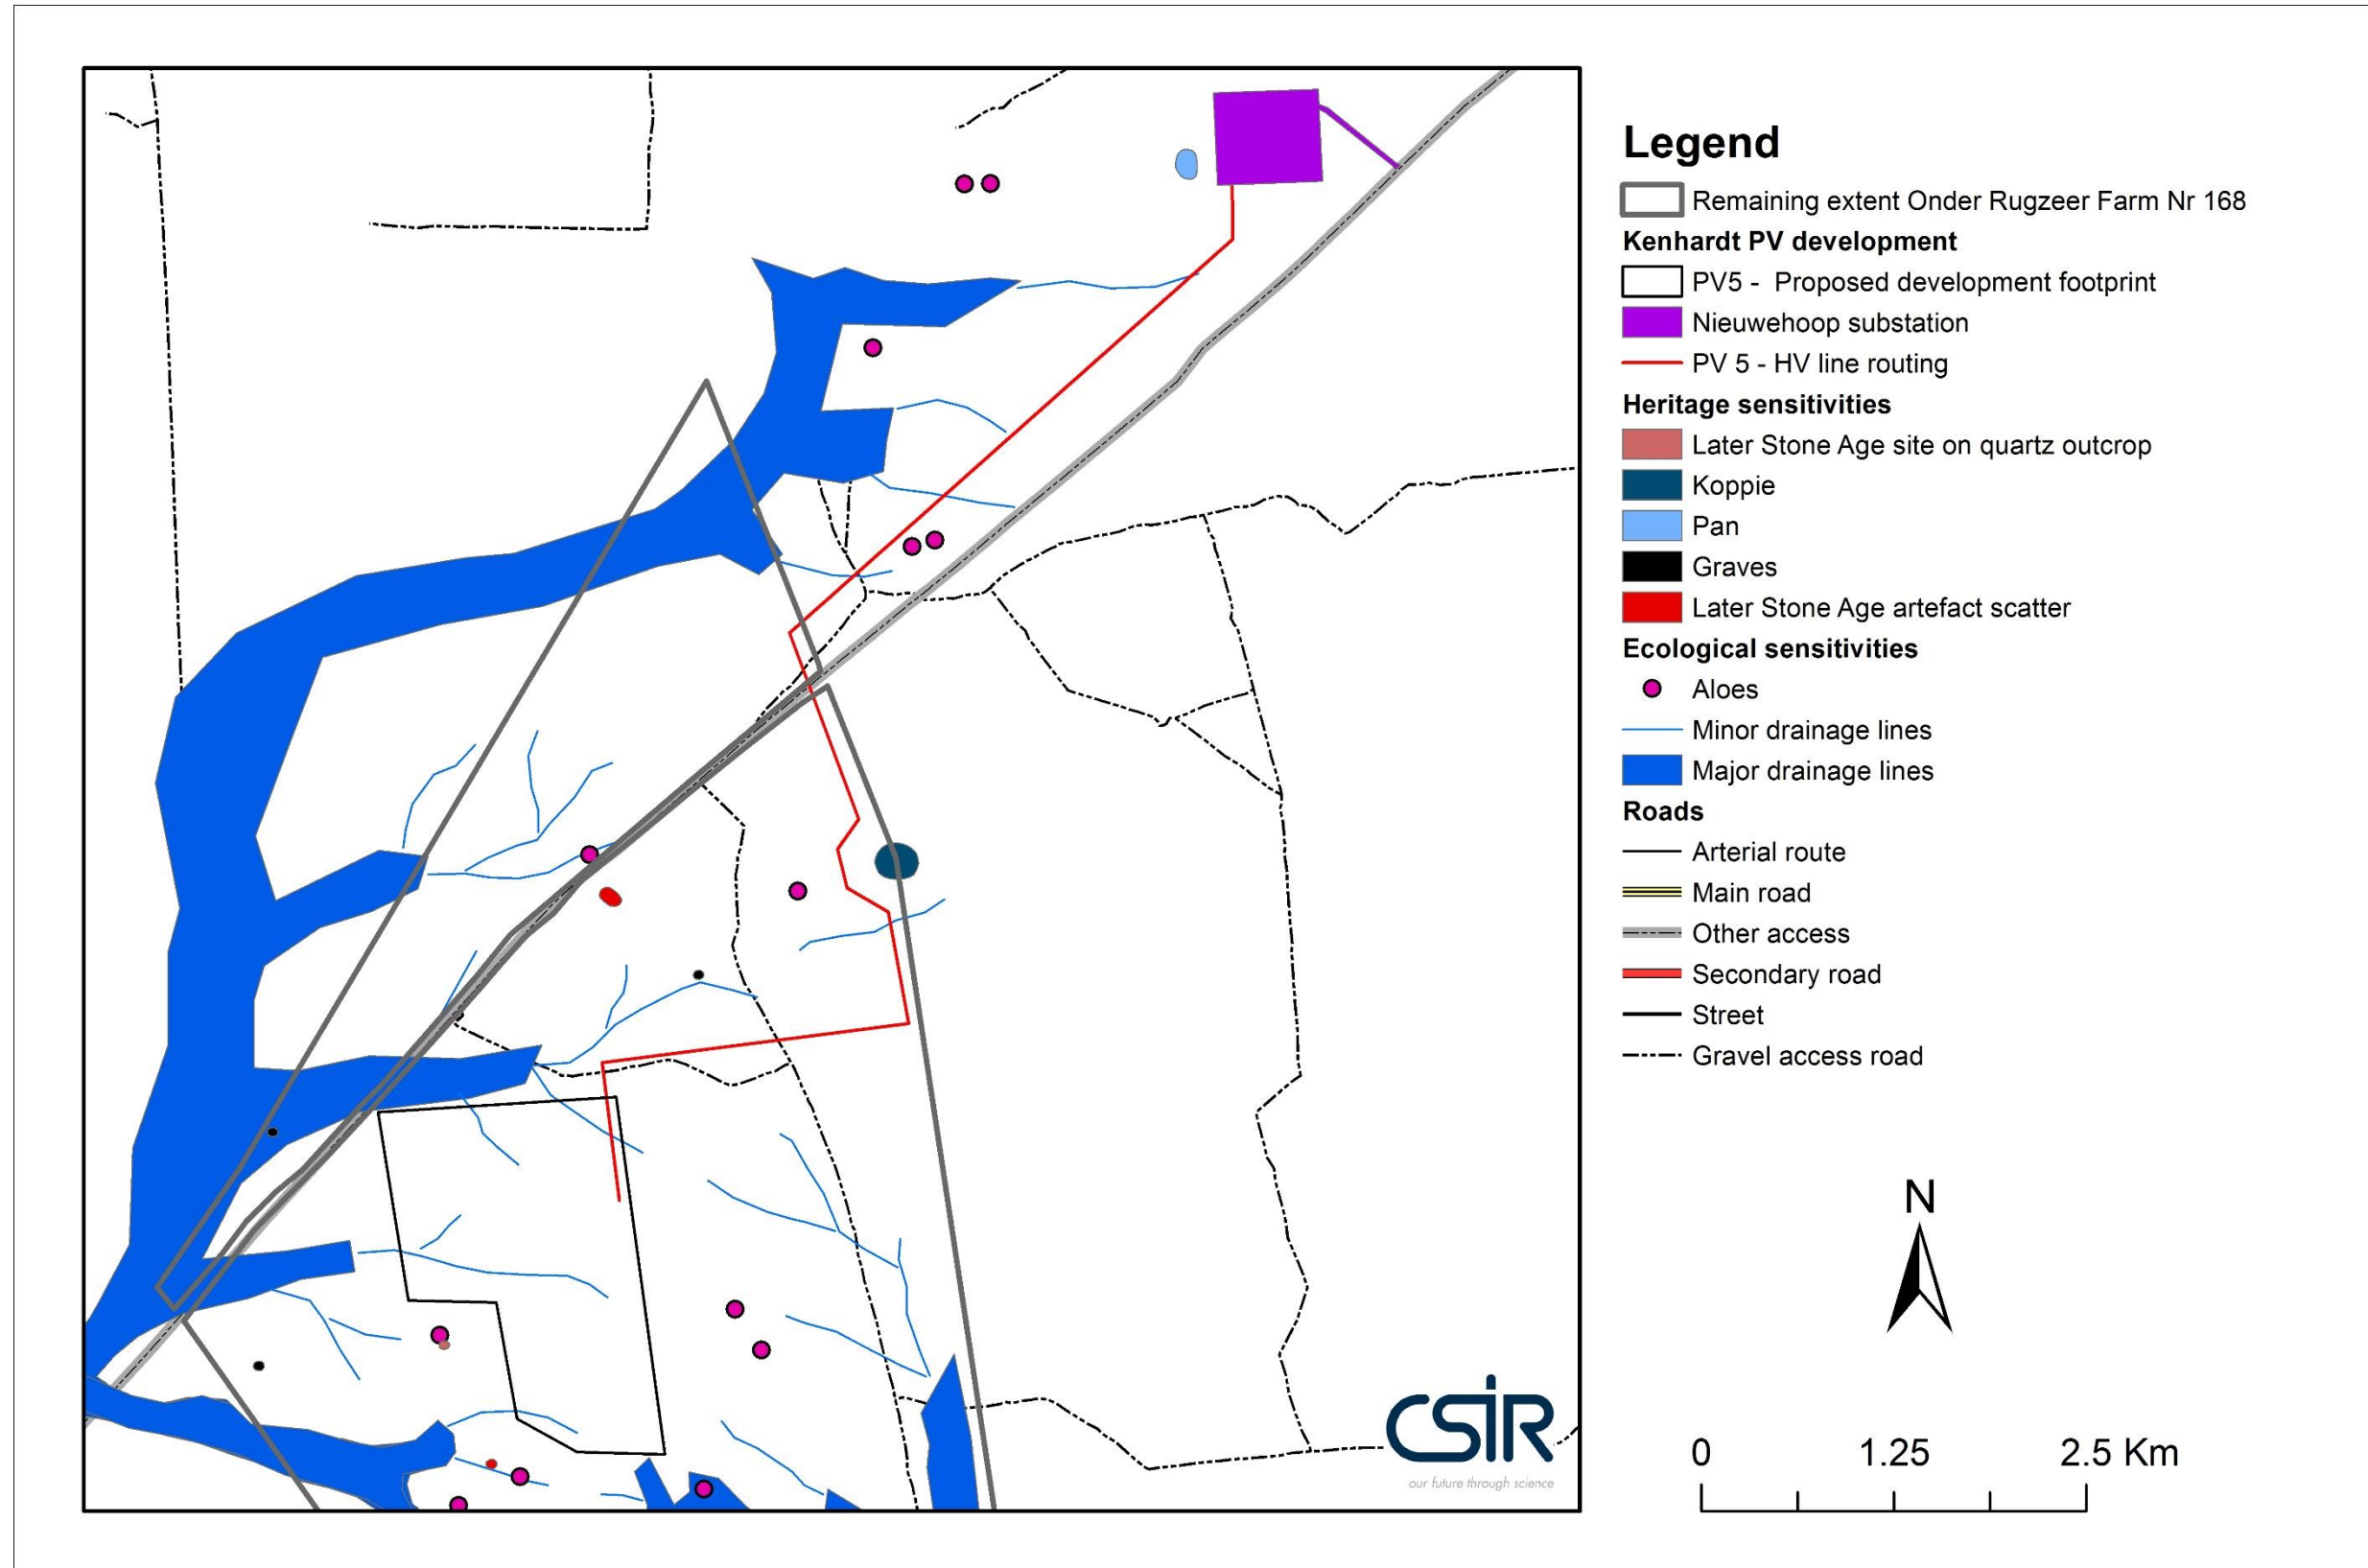 Legend
Remaining extent Onder Rugzeer Farm Nr 168
Kenhardt PV development
PV5 - Proposed development footprint
Nieuwehoop substation
PV 5 - HV line routing
Heritage sensitivities
Later Stone Age site on quartz outcrop
Koppie
Pan
Graves
Later Stone Age artefact scatter
Ecological sensitivities
Aloes
Minor drainage lines
Major drainage lines
Roads
Arterial route
Main road
Other access
Secondary road
Street
Gravel access road
N
0 1.25 2.5 Km
CSIR
our future through science